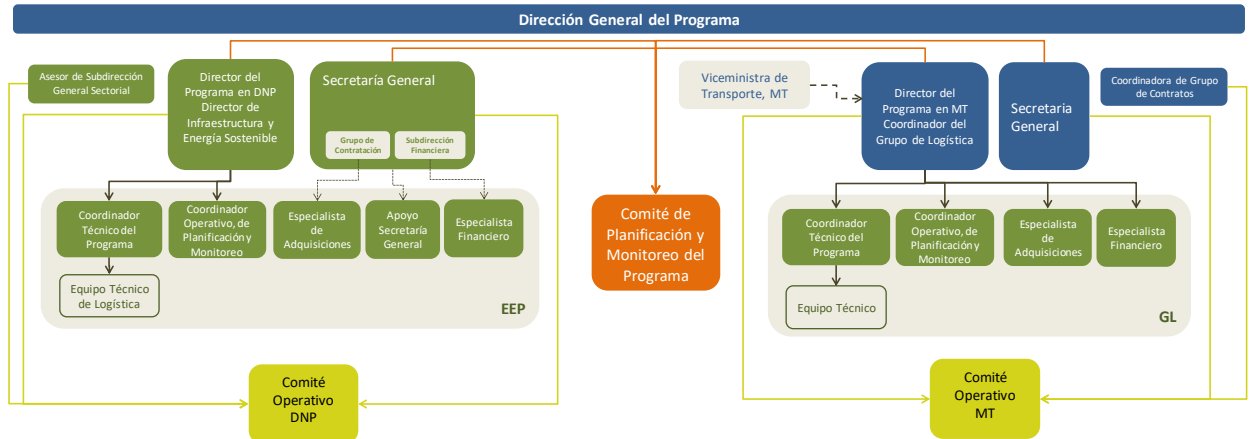 Dirección General del Programa
Asesor de Subdirección
General Sectorial
Director del
Programa en DNP
Director de
Infraestructura y
Energía Sostenible
Secretaría General
Grupo de
Contratación
Subdirección
Financiera
Viceministra de
Transporte, MT
Director del
Programa en MT
Coordinador del
Grupo de Logística
Secretaria
General
Coordinadora de Grupo
de Contratos
Coordinador
Técnico del
Programa
Coordinador
Operativo, de
Planificación y
Monitoreo
Especialista
de
Adquisiciones
Apoyo
Secretaría
General
Especialista
Financiero
Equipo Técnico
de Logística
EEP
Comité de
Planificación y
Monitoreo del
Programa
Coordinador
Técnico del
Programa
Coordinador
Operativo, de
Planificación y
Monitoreo
Especialista
de
Adquisiciones
Especialista
Financiero
Equipo Técnico
GL
Comité
Operativo
DNP
Comité
Operativo
MT